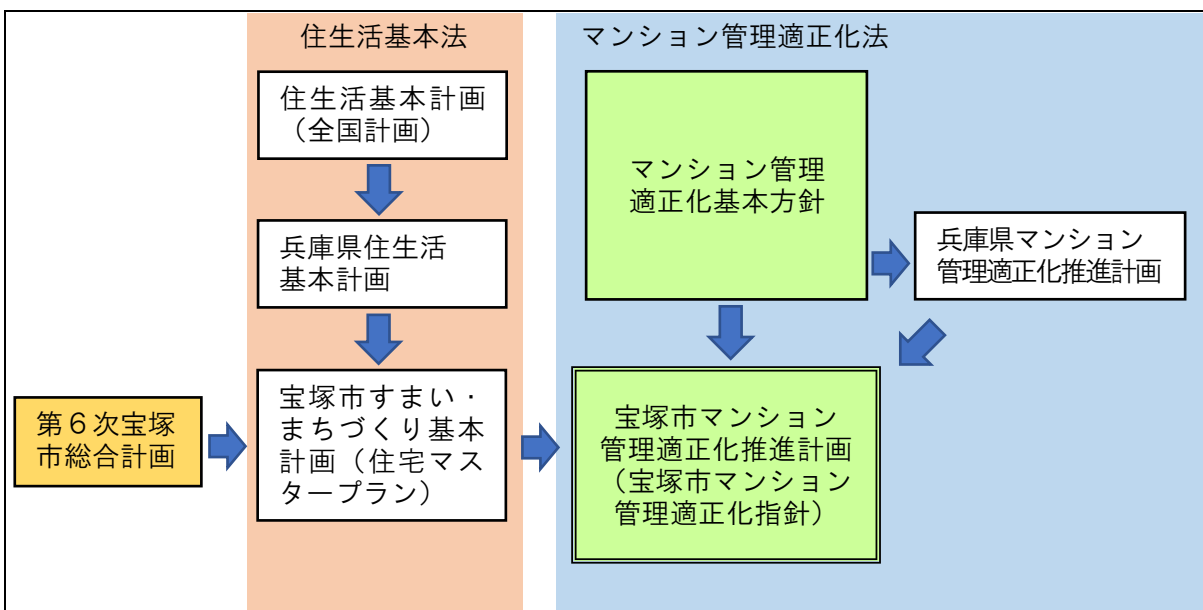 住生活基本法
マンション管理適正化法
住生活基本計画
（全国計画）
マンション管理
適正化基本方針
兵庫県住生活
基本計画
兵庫県マンション
管理適正化推進計画
第６次宝塚
市総合計画
宝塚市すまい・
まちづくり基本
計画（住宅マス
タープラン）
宝塚市マンション
管理適正化推進計画
（宝塚市マンション
管理適正化指針）